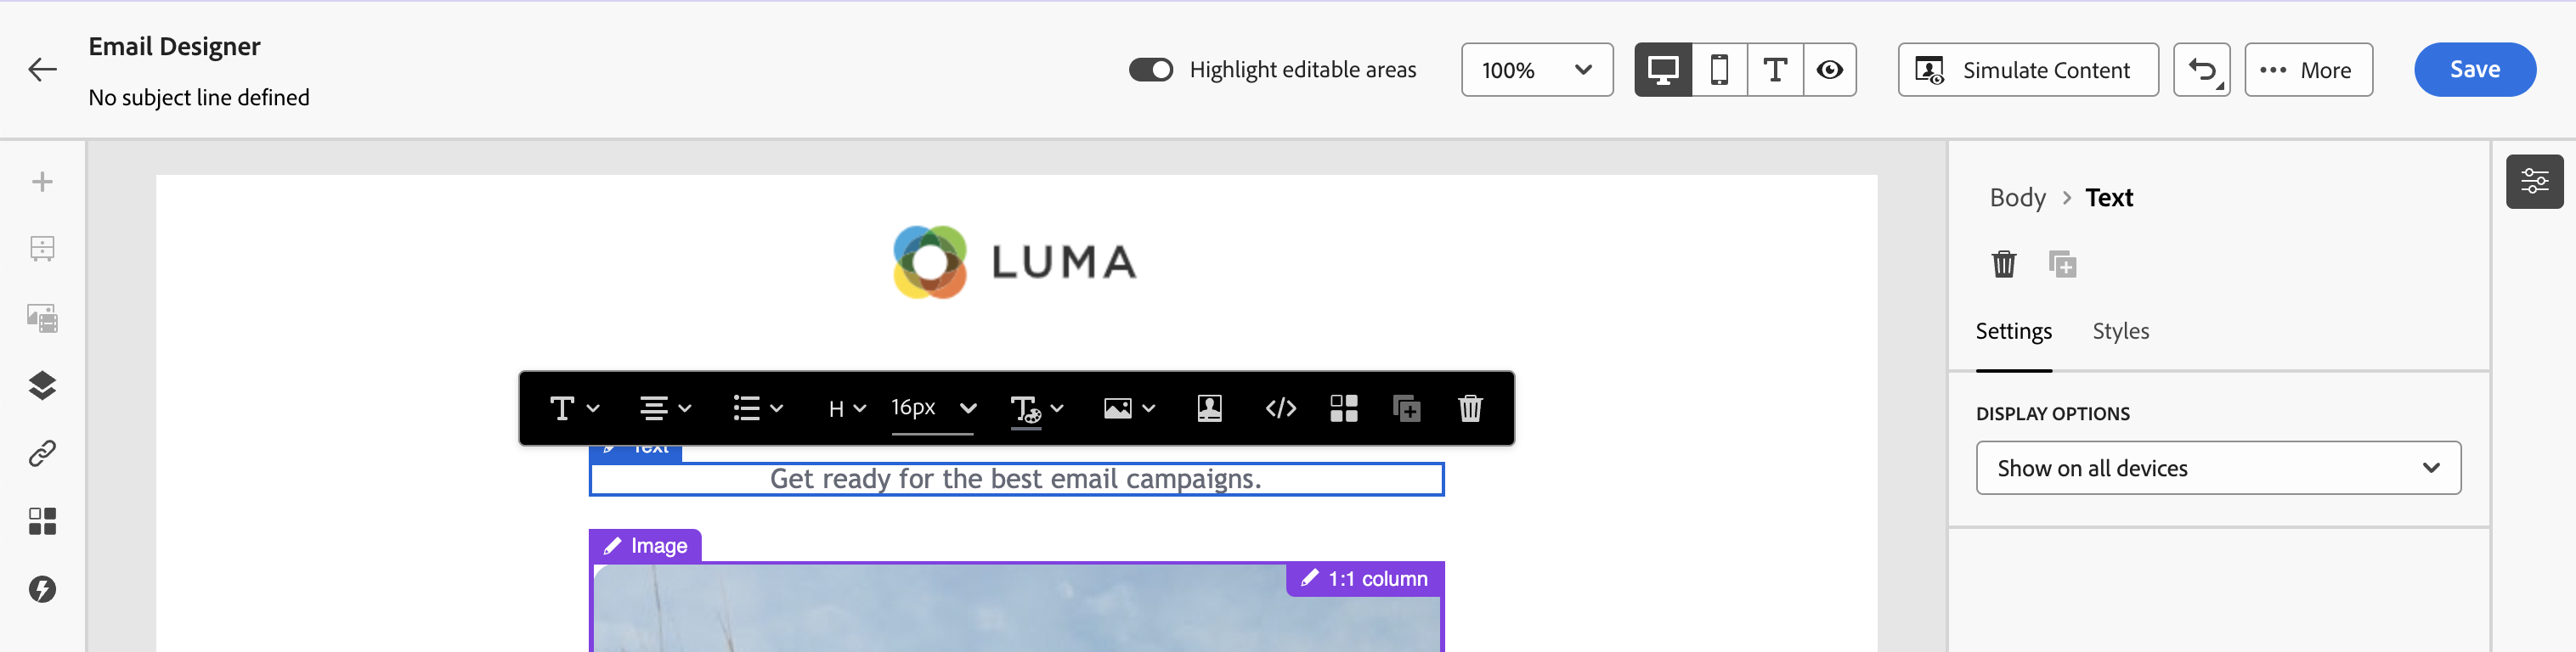 Email Designer
No subject line defined
Highlight editable areas
100%
Simulate Content
More
Save
LUMA
H
16px
Text
Get ready for the best email campaigns.
Image
1:1 column
Body > Text
Settings
Styles
DISPLAY OPTIONS
Show on all devices